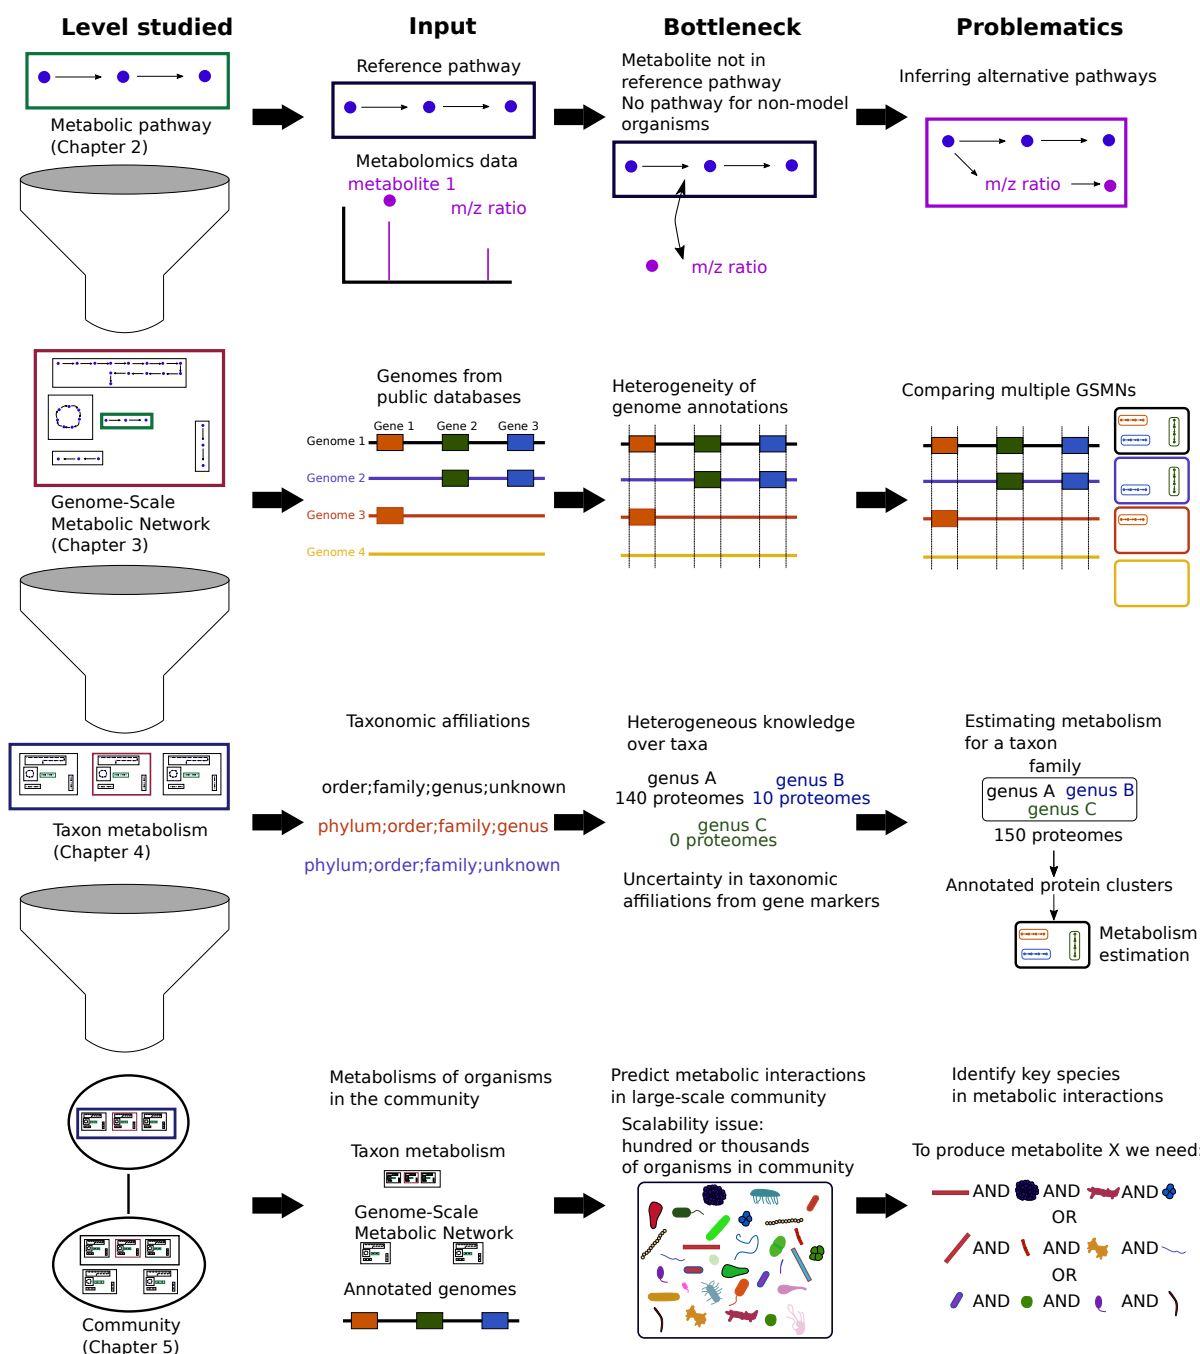 Level studied
Input
Bottleneck
Problematics
Metabolic pathway
(Chapter 2)
Reference pathway
Metabolomics data
metabolite 1
m/z ratio
Metabolite not in
reference pathway
No pathway for non-model
organisms
m/z ratio
Inferring alternative pathways
m/z ratio
Genome-Scale
Metabolic Network
(Chapter 3)
Genomes from
public databases
Gene 1 Gene 2 Gene 3
Genome 1
Genome 2
Genome 3
Genome 4
Heterogeneity of
genome annotations
Comparing multiple GSMNs
Taxon metabolism
(Chapter 4)
Taxonomic affiliations
order;family;genus;unknown
phylum;order;family;genus
phylum;order;family;unknown
Heterogeneous knowledge
over taxa
genus A
140 proteomes
genus B
10 proteomes
genus C
0 proteomes
Uncertainty in taxonomic
affiliations from gene markers
Estimating metabolism
for a taxon
family
genus A genus B
genus C
150 proteomes
Annotated protein clusters
Metabolism
estimation
Community
(Chapter 5)
Metabolisms of organisms
in the community
Taxon metabolism
Genome-Scale
Metabolic Network
Annotated genomes
Predict metabolic interactions
in large-scale community
Scalability issue:
hundred or thousands
of organisms in community
Identify key species
in metabolic interactions
To produce metabolite X we need:
AND AND AND
OR
AND AND AND
OR
AND AND AND